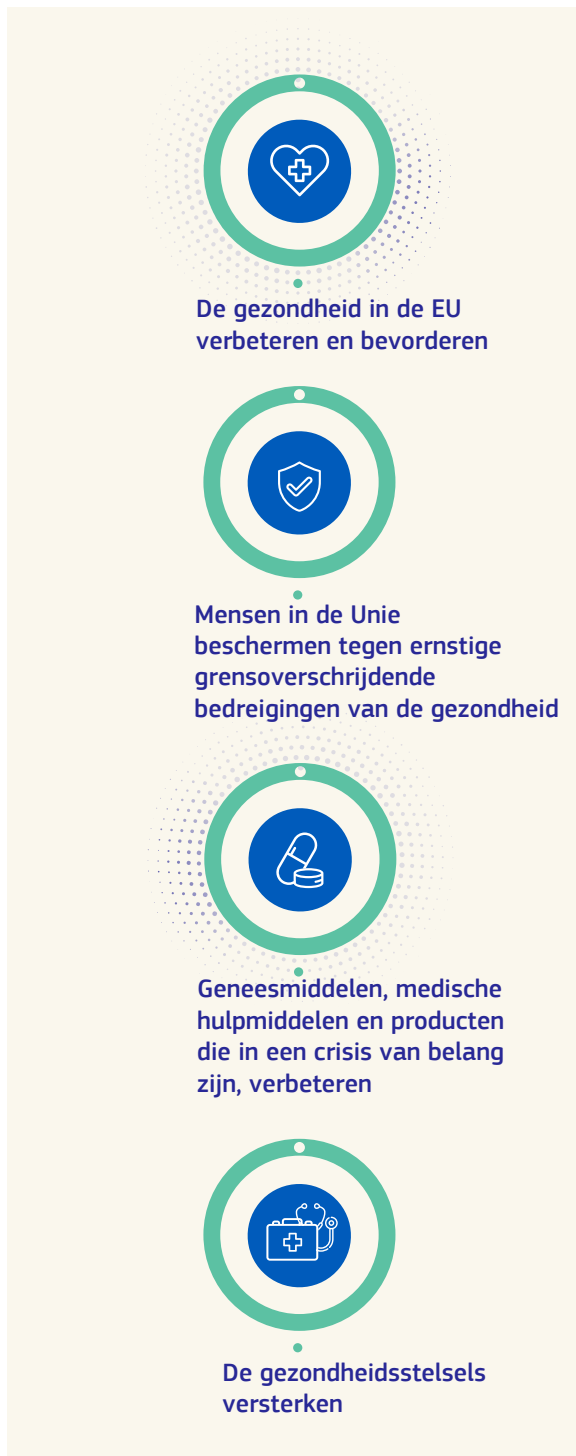 De gezondheid in de EU
verbeteren en bevorderen
Mensen in de Unie
beschermen tegen ernstige
grensoverschrijdende
bedreigingen van de gezondheid
Geneesmiddelen, medische
hulpmiddelen en producten
die in een crisis van belang
zijn, verbeteren
De gezondheidsstelsels
versterken